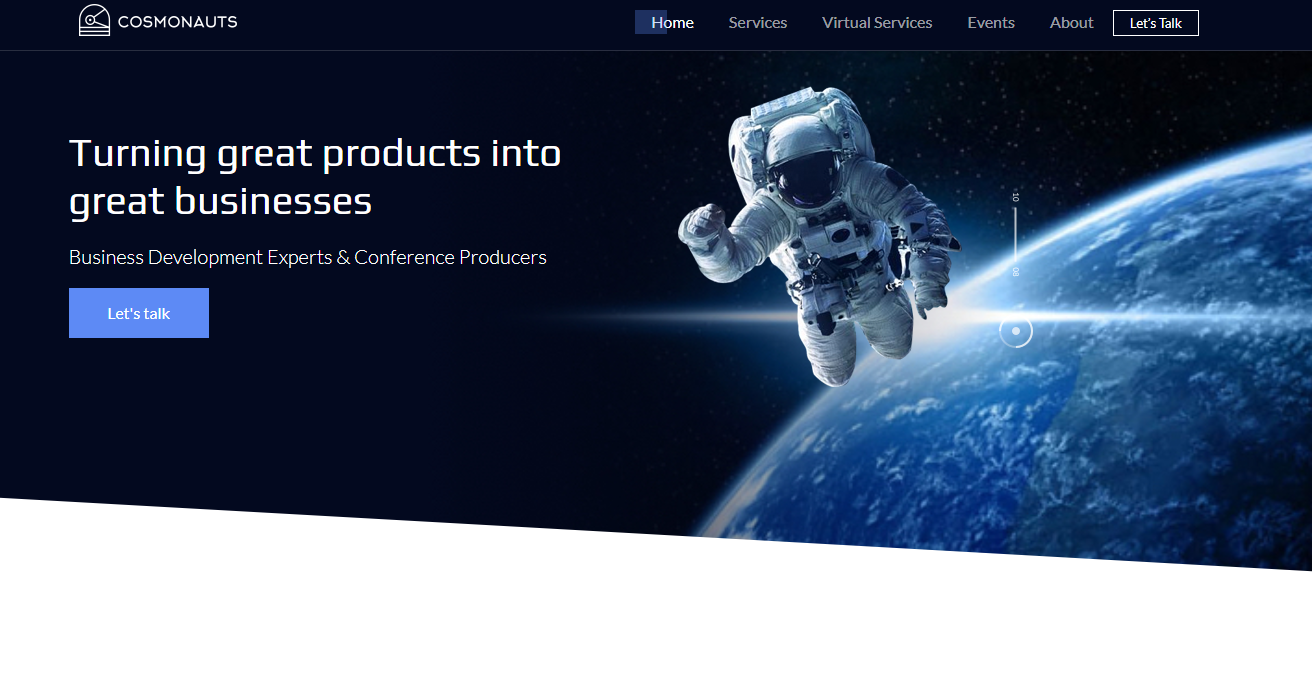 COSMONAUTS
Home
Services
Virtual Services
Events
About
Let's Talk
Turning great products into
great businesses
Business Development Experts & Conference Producers
Let's talk
10
08